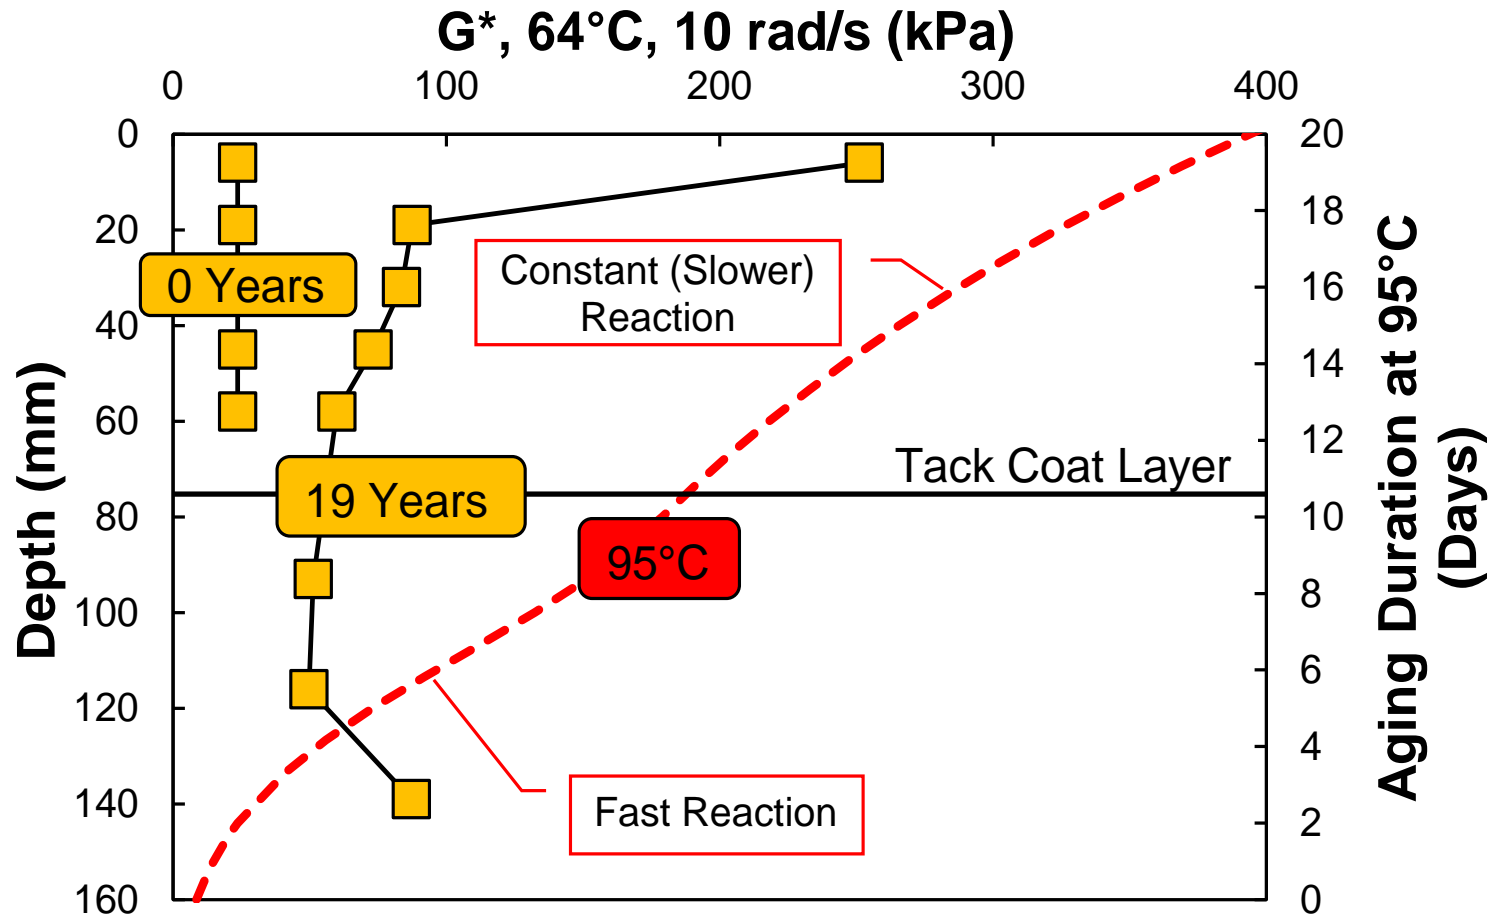 G*, 64°C, 10 rad/s (kPa)
0 100 200 300 400
0
20
40
60
80
100
120
140
160
Depth (mm)
0 Years
19 Years
Constant (Slower)
Reaction
Tack Coat Layer
95°C
Fast Reaction
20
18
16
14
12
10
8
6
4
2
0
Aging Duration at 95°C
(Days)